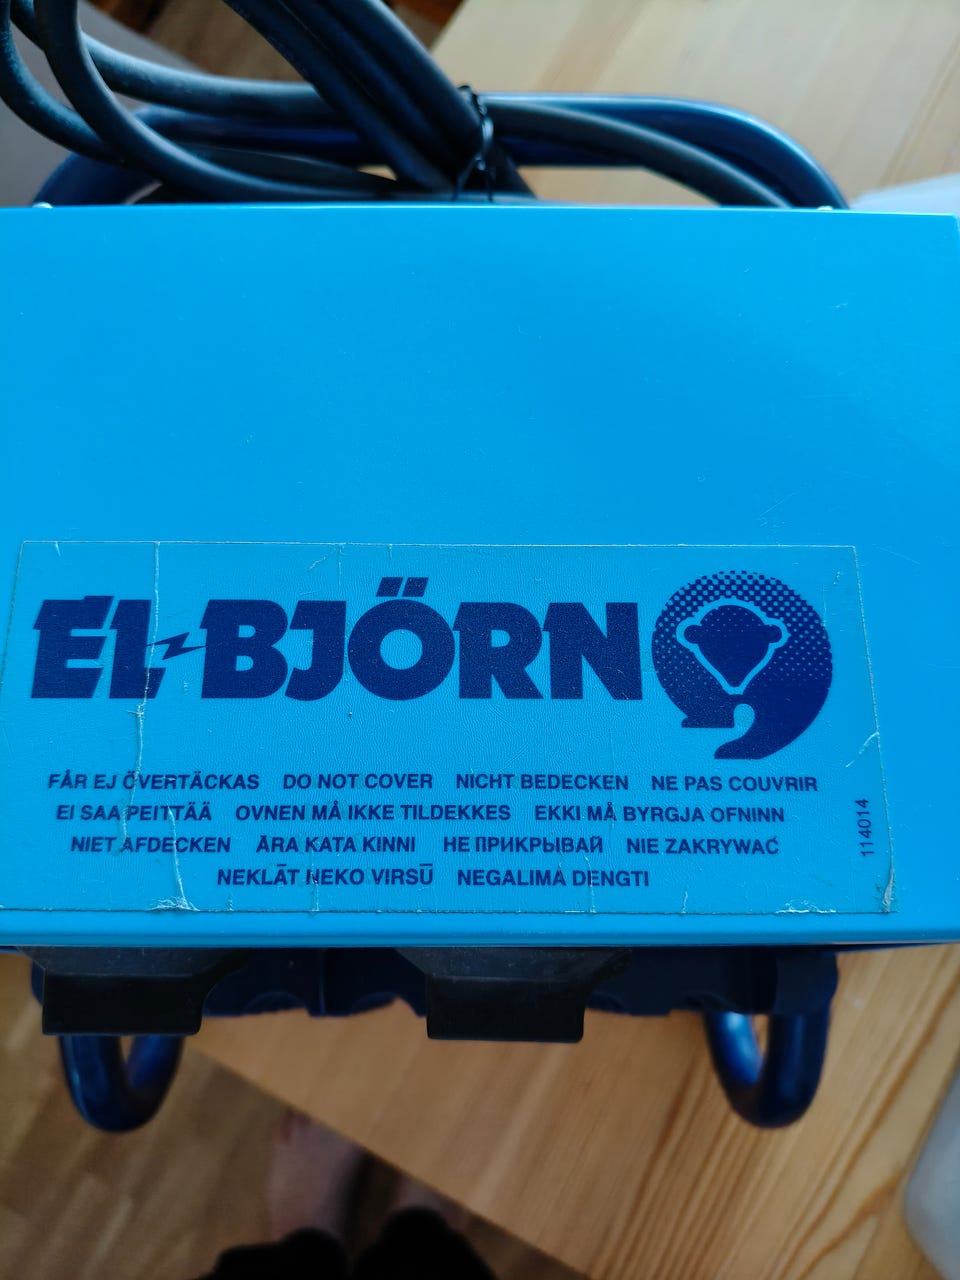 EL-BJÖRN
FÅR EJ ÖVERTÄCKAS DO NOT COVER NICHT BEDECKEN NE PAS COUVRIR
EI SAA PEITTÄÄ OVNEN MÅ IKKE TILDEKKES EKKI MÅ BYRGJA OFNINN
NIET AFDECKEN ÄRA KATA KINNI НЕ ПРИКРЫВАЙ NIE ZAKRYWAĆ
NEKLĀT NEKO VIRSŪ NEGALIMA DENGTI
114014